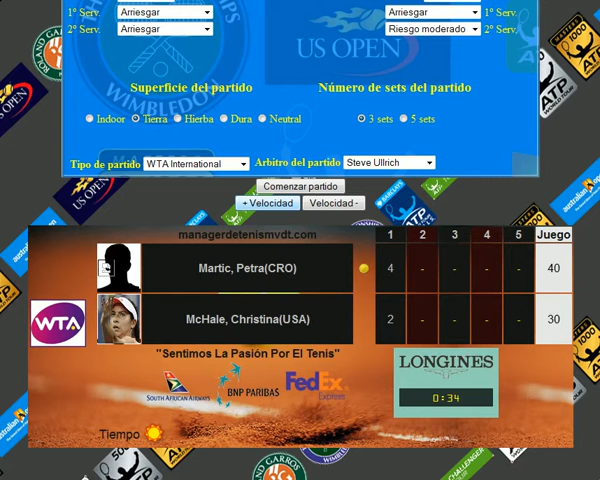 1º Serv. Arriesgar Arriesgar 1º Serv.
2º Serv. Arriesgar Riesgo moderado 2º Serv.
US OPEN
WIMBLEDON
Superficie del partido Número de sets del partido
Indoor Tierra Hierba Dura Neutral 3 sets 5 sets
Tipo de partido WTA International Arbitro del partido Steve Ullrich
Comenzar partido
+ Velocidad Velocidad -
managerdetenismvdt.com 1 2 3 4 5 Juego
Martic, Petra(CRO) 4 - - - - 40
McHale, Christina(USA) 2 - - - - 30
WTA
"Sentimos La Pasión Por El Tenis"
SOUTH AFRICAN AIRWAYS
BNP PARIBAS
FedEx
Express
LONGINES
0:34
Tiempo